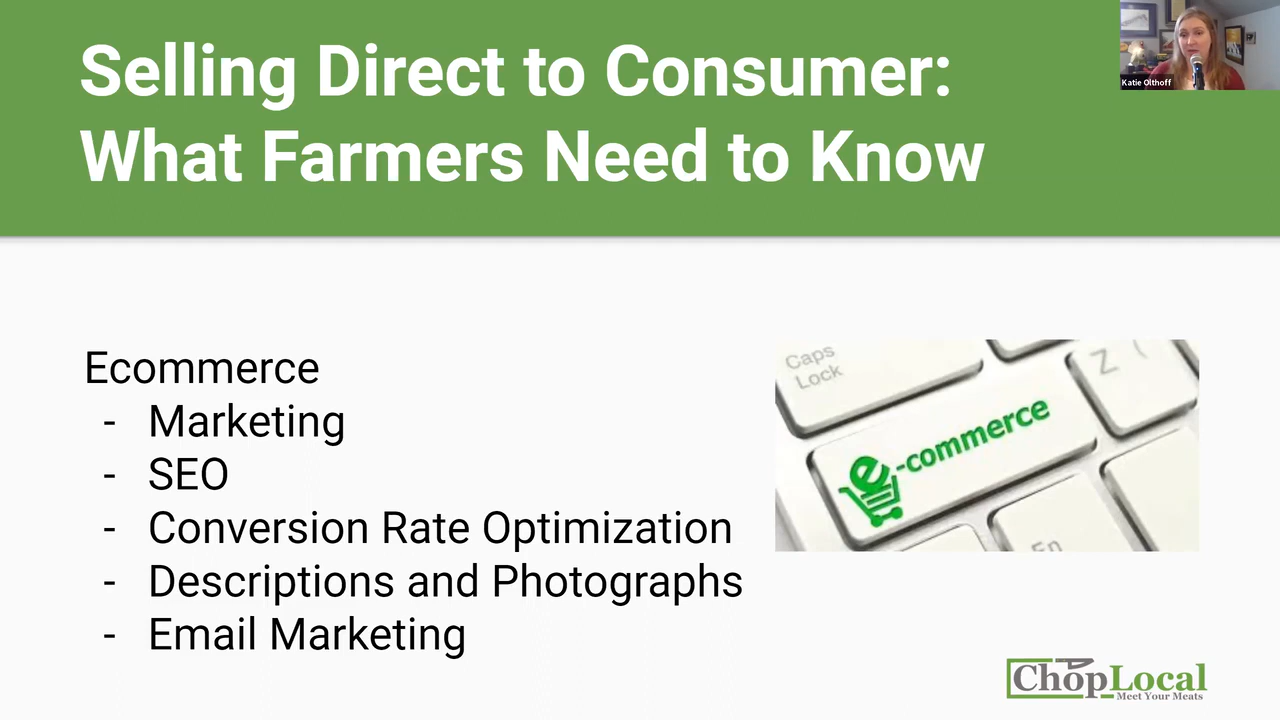 Selling Direct to Consumer:
What Farmers Need to Know
Katie Olthoff
Ecommerce
- Marketing
- SEO
- Conversion Rate Optimization
- Descriptions and Photographs
- Email Marketing
Caps
Lock
Z
e-commerce
En
ChopLocal
Meet Your Meats